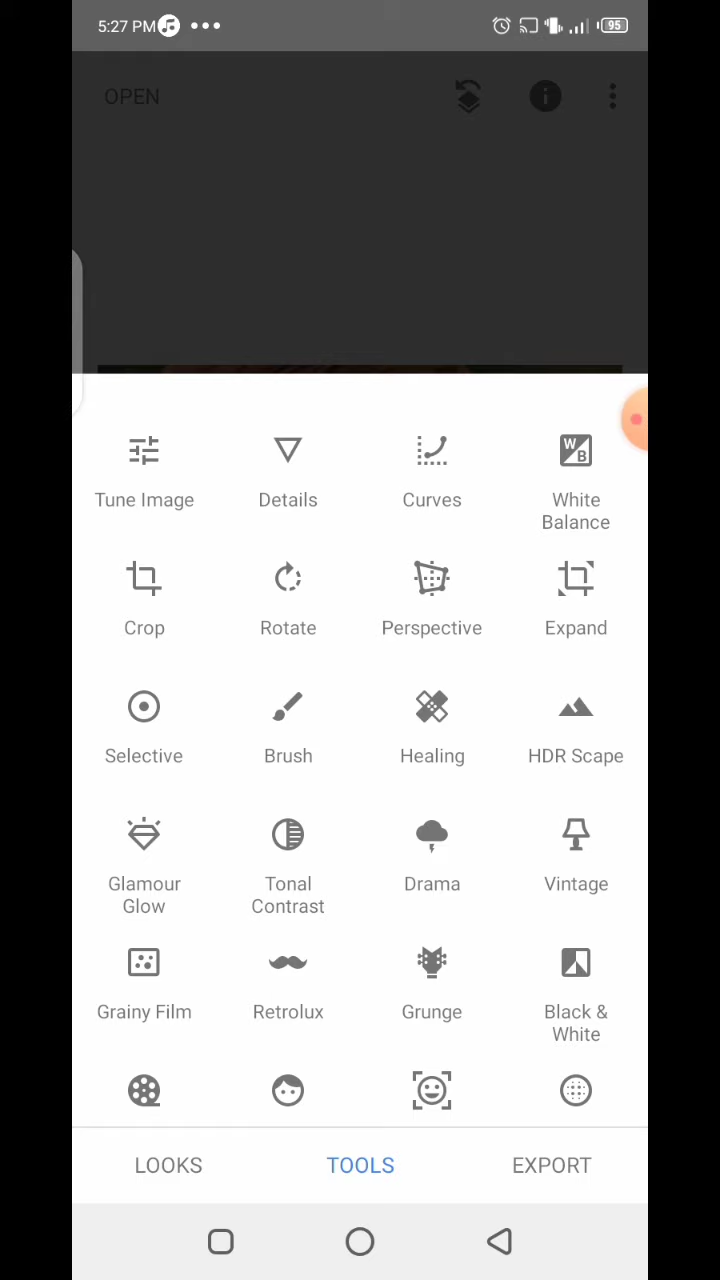 5:27 PM
95
OPEN
Tune Image
Details
Curves
W
B
White
Balance
Crop
Rotate
Perspective
Expand
Selective
Brush
Healing
HDR Scape
Glamour
Glow
Tonal
Contrast
Drama
Vintage
Grainy Film
Retrolux
Grunge
Black &
White
LOOKS
TOOLS
EXPORT